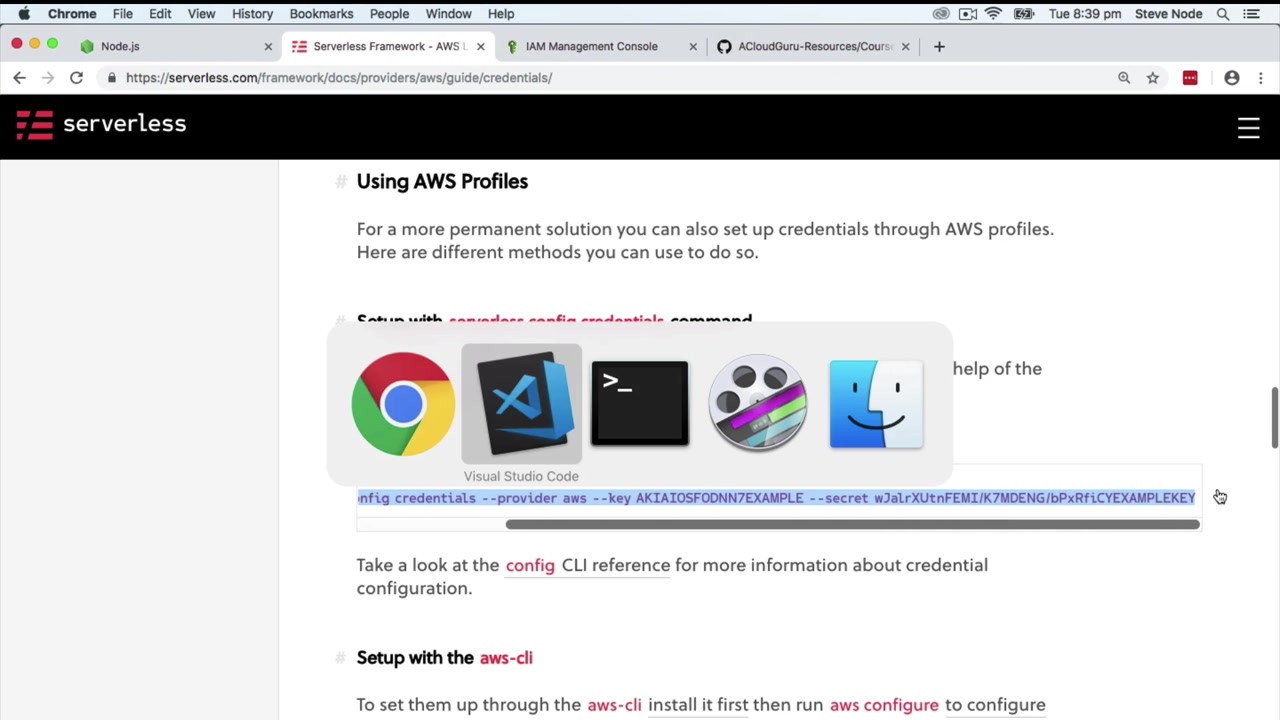 Chrome File Edit View History Bookmarks People Window Help Tue 8:39 pm Steve Node
Node.js Serverless Framework - AWS L IAM Management Console ACloudGuru-Resources/Cours
https://serverless.com/framework/docs/providers/aws/guide/credentials/
serverless
# Using AWS Profiles
For a more permanent solution you can also set up credentials through AWS profiles.
Here are different methods you can use to do so.
# Setup with serverless config credentials command
help of the
>_
Visual Studio Code
onfig credentials --provider aws --key AKIAIOSFODNN7EXAMPLE --secret wJalrXUtnFEMI/K7MDENG/bPxRfiCYEXAMPLEKEY
Take a look at the config CLI reference for more information about credential
configuration.
# Setup with the aws-cli
To set them up through the aws-cli install it first then run aws configure to configure